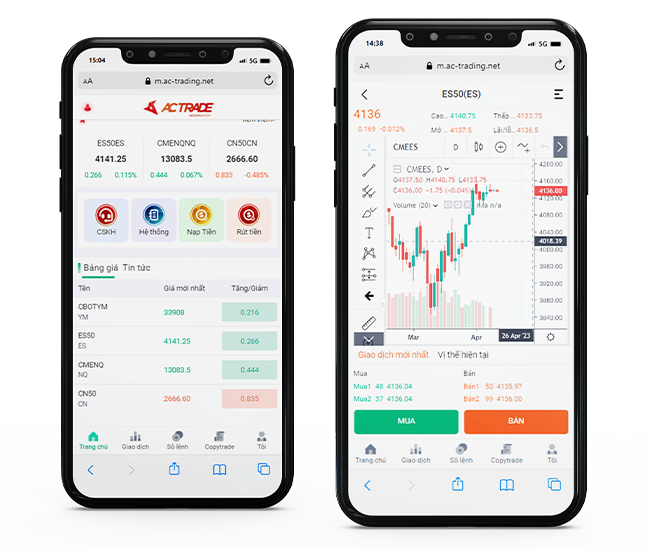 15:04
5G
AA
m.ac-trading.net
ACTRADE
ES50ES
CMENQNQ
CN50CN
4141.25
13083.5
2666.60
0.266
0.115%
0.444
0.067%
0.835
-0.485%
CSKH
Hệ thống
Nạp Tiền
Rút tiền
Bảng giá
Tin tức
Tên
Giá mới nhất
Tăng/Giảm
CBOTYM
YM
33908
0.216
ES50
ES
4141.25
0.266
CMENQ
NQ
13083.5
0.444
CN50
CN
2666.60
0.835
Trang chủ
Giao dịch
Sổ lệnh
Copytrade
Tôi
14:38
5G
AA
m.ac-trading.net
ES50(ES)
4136
0.169 -0.012%
Cao... 4140.75
Thấp ... 4133.75
Mở ... 4137.5
Lãi/lỗ... 4136.5
CMEES
D
CMEES, D
O4137.50 H4140.75 L4133.75
C4136.00 −1.75 (−0.04%)
Volume (20)
n/a n/a
4200.00
4160.00
4136.00
4120.00
4080.00
4018.39
4000.00
3960.00
3920.00
3880.00
3840.00
Mar
Apr
26 Apr '23
Giao dịch mới nhất
Vị thế hiện tại
Mua
Bán
Mua1 48 4136.04
Bán1 50 4135.97
Mua2 37 4136.04
Bán2 99 4136.00
MUA
BÁN
Trang chủ
Giao dịch
Sổ lệnh
Copytrade
Tôi